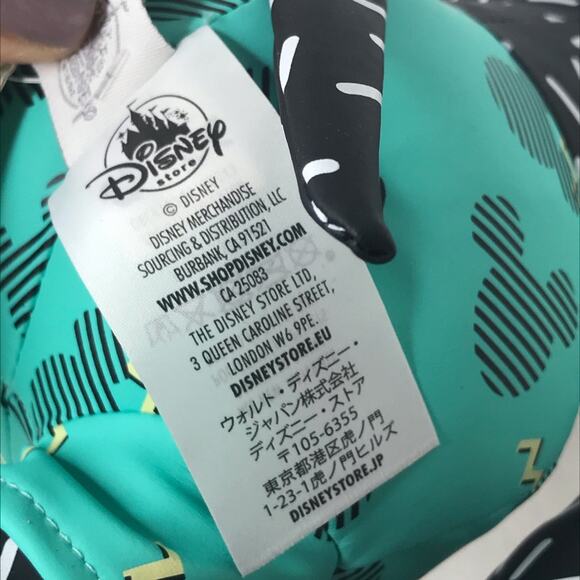 Disney
store
© DISNEY
DISNEY MERCHANDISE
SOURCING & DISTRIBUTION, LLC
BURBANK, CA 91521
WWW.SHOPDISNEY.COM
CA 25083
THE DISNEY STORE LTD,
3 QUEEN CAROLINE STREET,
LONDON W6 9PE.
DISNEYSTORE.EU
ウォルト・ディズニー・
ジャパン株式会社
ディズニー・ストア
〒105-6355
東京都港区虎ノ門
1-23-1虎ノ門ヒルズ
DISNEYSTORE.JP